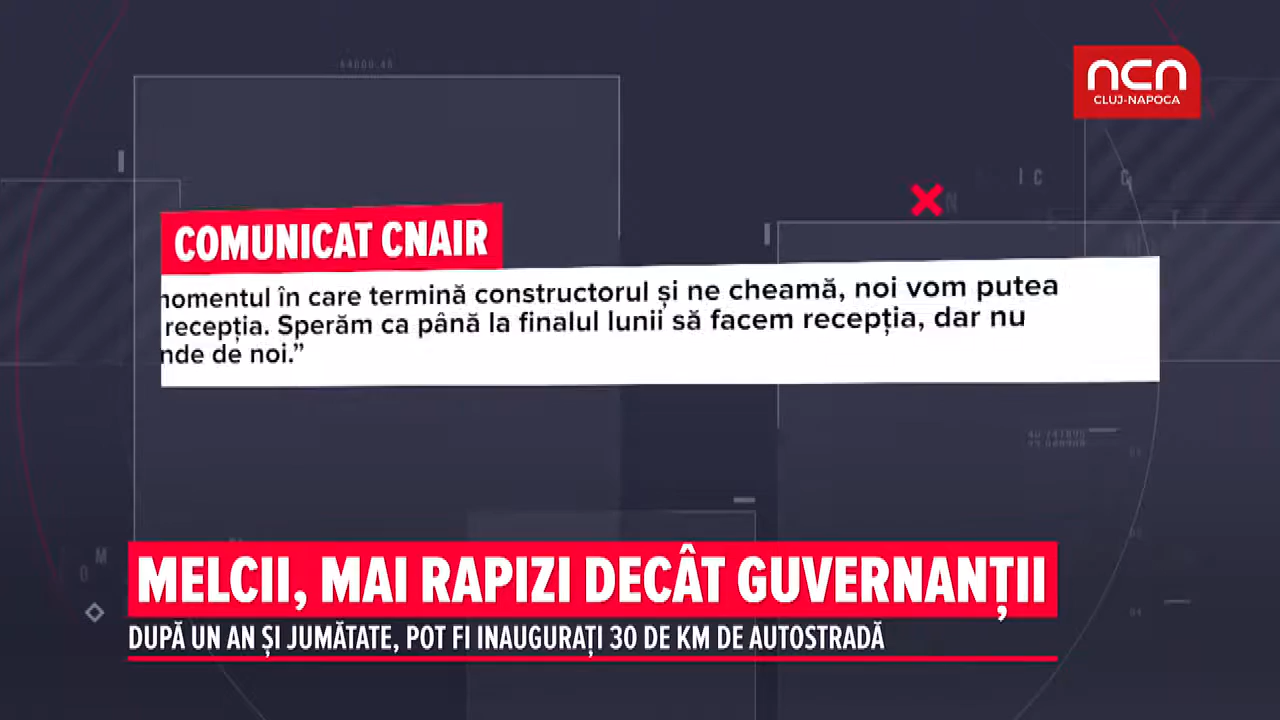 ncn
CLUJ-NAPOCA
COMUNICAT CNAIR
în care termină constructorul și ne cheamă, noi vom putea
recepția. Sperăm ca până la finalul lunii să facem recepția, dar nu
de noi.”
MELCII, MAI RAPIZI DECÂT GUVERNANȚII
DUPĂ UN AN ȘI JUMĂTATE, POT FI INAUGURAȚI 30 DE KM DE AUTOSTRADĂ